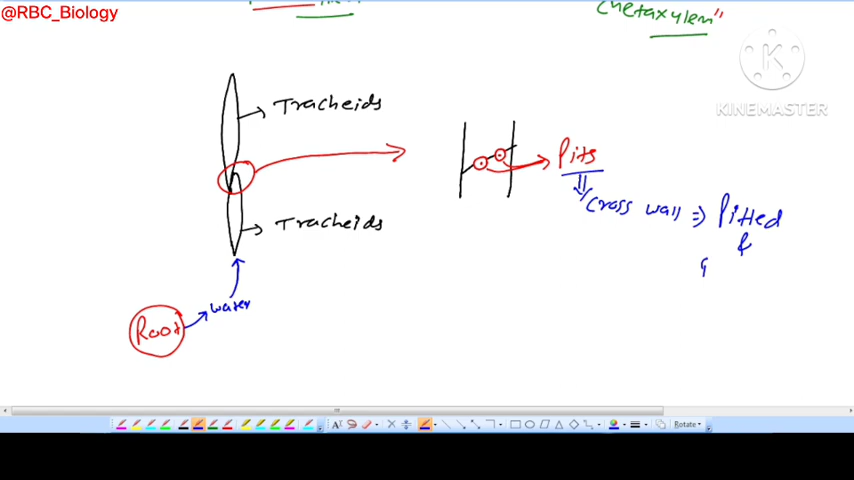 @RBC_Biology
"Metaxylem"
KINEMASTER
Tracheids
Pits
Cross wall ⇒ Pitted
&
Tracheids
water
Root
Rotate